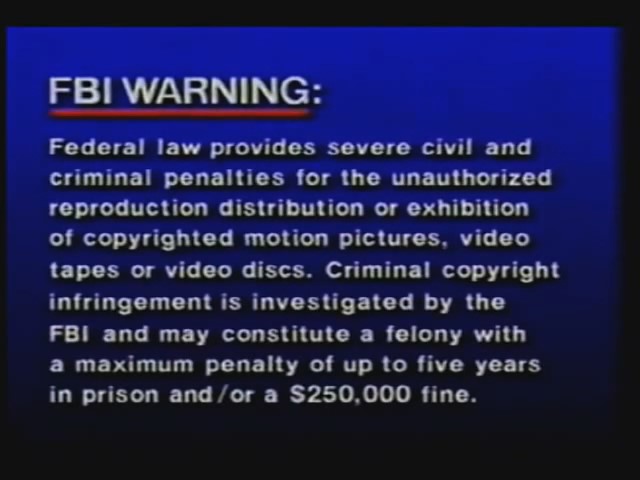 FBI WARNING:
Federal law provides severe civil and
criminal penalties for the unauthorized
reproduction distribution or exhibition
of copyrighted motion pictures, video
tapes or video discs. Criminal copyright
infringement is investigated by the
FBI and may constitute a felony with
a maximum penalty of up to five years
in prison and/or a $250,000 fine.